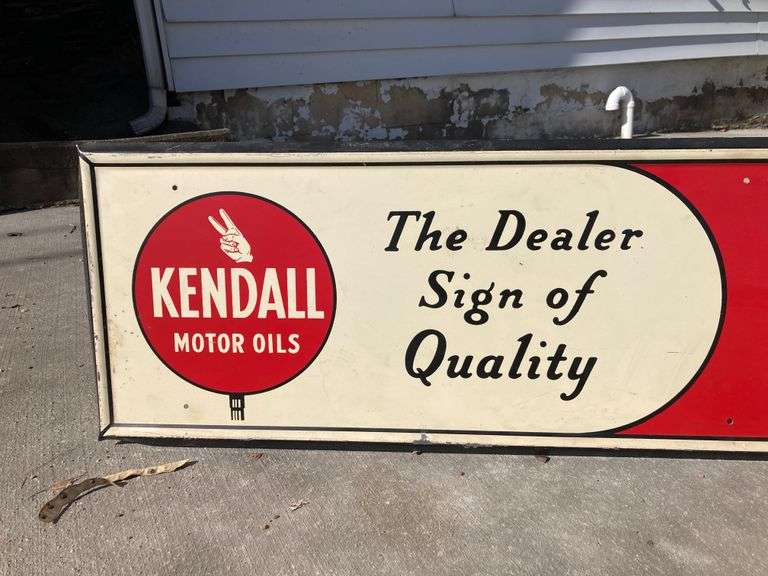 KENDALL
MOTOR OILS
The Dealer
Sign of
Quality